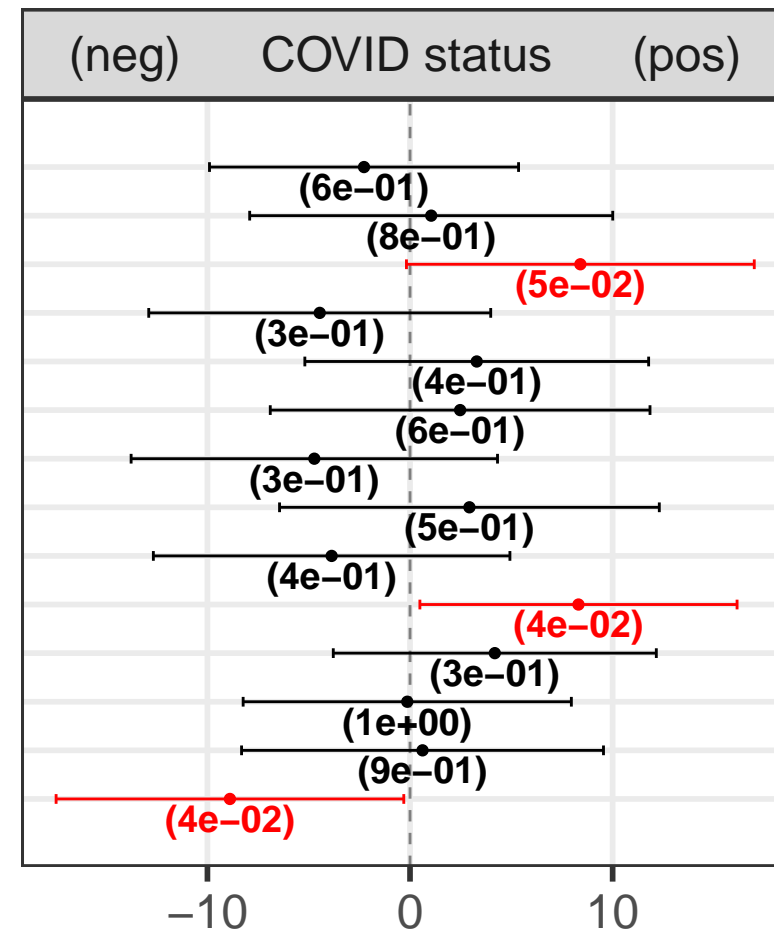 (neg) COVID status (pos)
(6e−01)
(8e−01)
(5e−02)
(3e−01)
(4e−01)
(6e−01)
(3e−01)
(5e−01)
(4e−01)
(4e−02)
(3e−01)
(1e+00)
(9e−01)
(4e−02)
−10 0 10